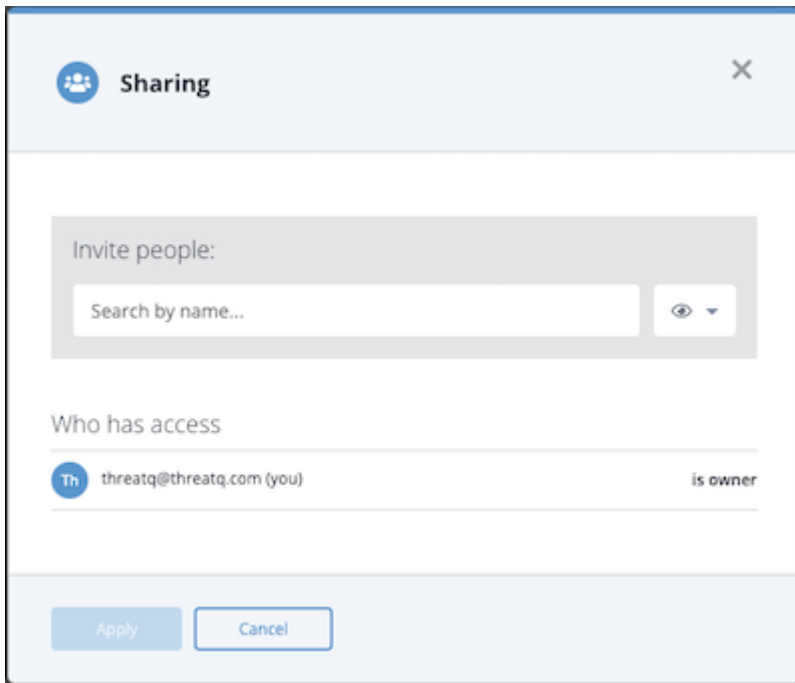 Sharing
Invite people:
Search by name...
Who has access
Th threatq@threatq.com (you) is owner
Apply Cancel